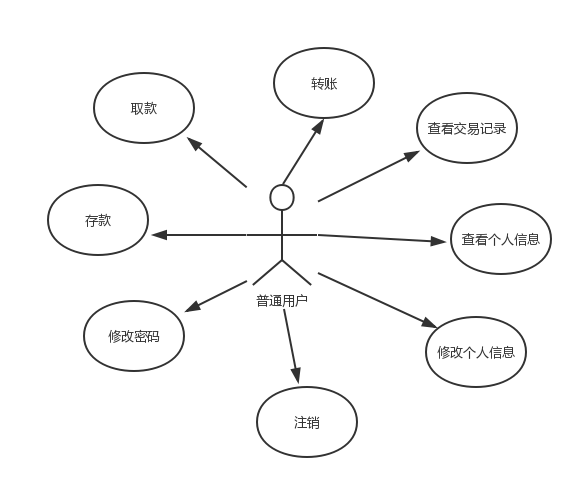 转账
取款
查看交易记录
存款
查看个人信息
普通用户
修改密码
修改个人信息
注销